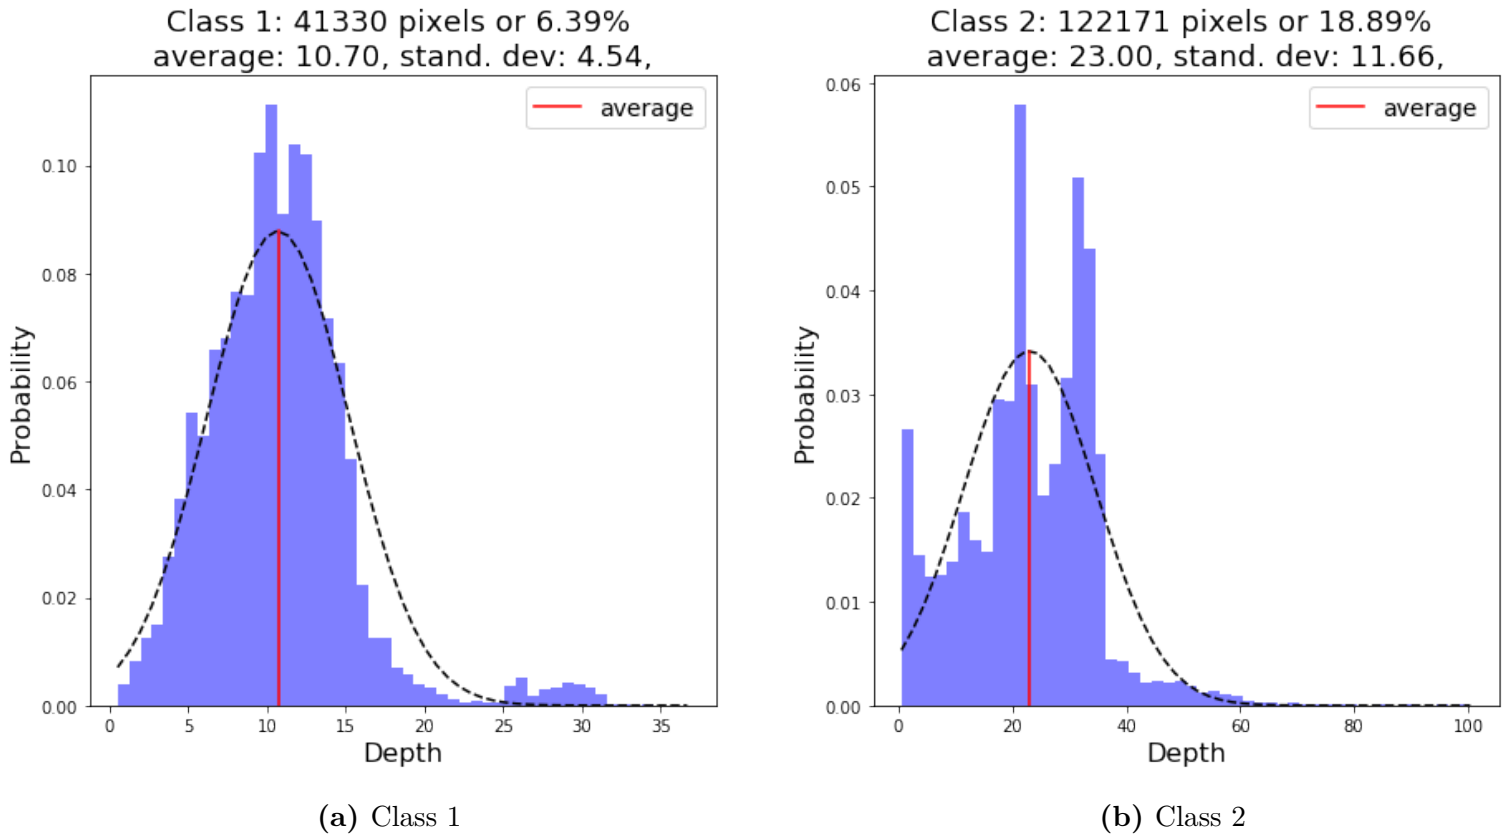 Class 1: 41330 pixels or 6.39%
average: 10.70, stand. dev: 4.54,
average
Probability
0.10
0.08
0.06
0.04
0.02
0.00
0 5 10 15 20 25 30 35
Depth
(a) Class 1
Class 2: 122171 pixels or 18.89%
average: 23.00, stand. dev: 11.66,
average
Probability
0.06
0.05
0.04
0.03
0.02
0.01
0.00
0 20 40 60 80 100
Depth
(b) Class 2